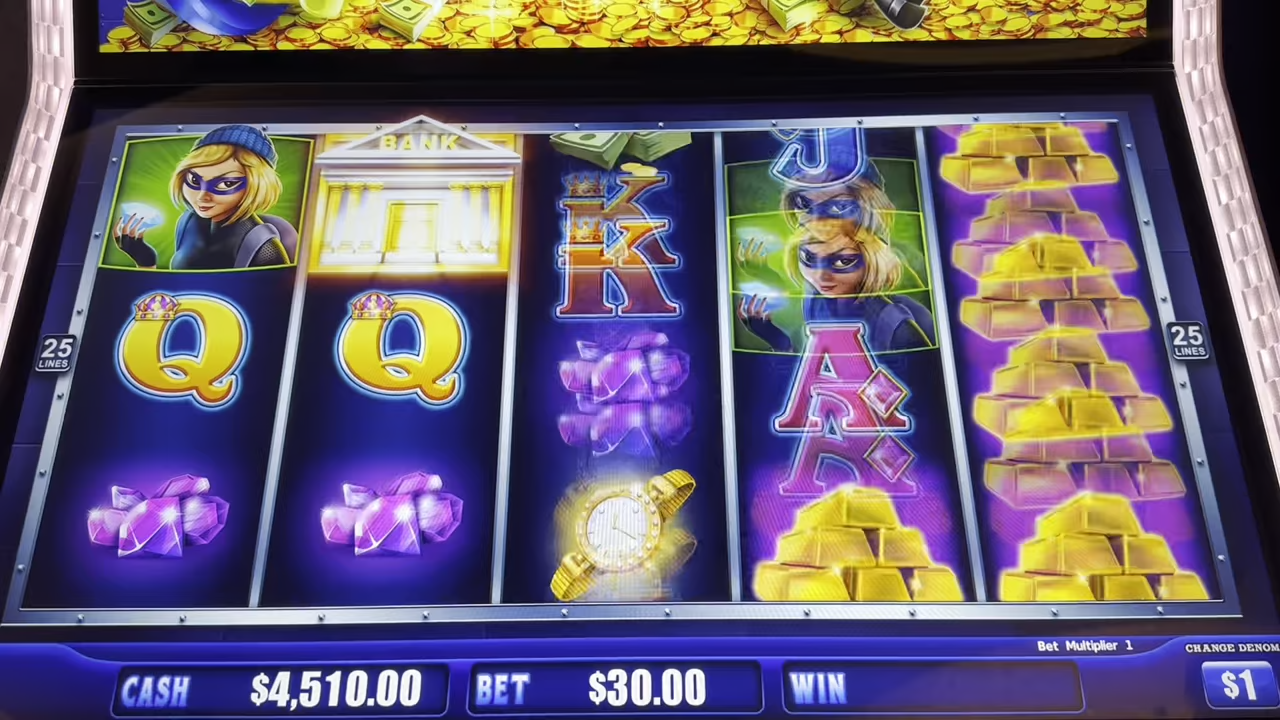 BANK
J
K
K
Q
Q
A
A
25
LINES
25
LINES
Bet Multiplier 1
CHANGE DENOM
CASH $4,510.00 BET $30.00 WIN $1